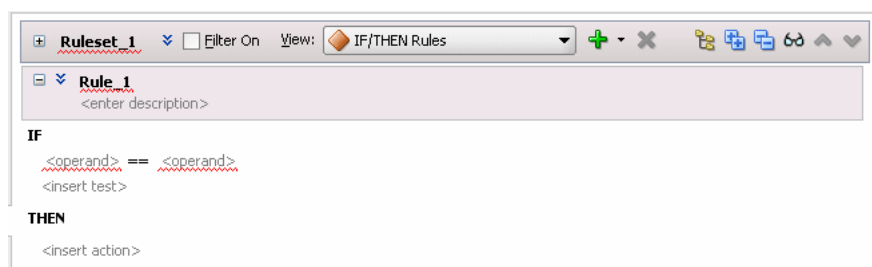 Ruleset_1 Filter On View: IF/THEN Rules
Rule_1
<enter description>
IF
<operand> == <operand>
<insert test>
THEN
<insert action>